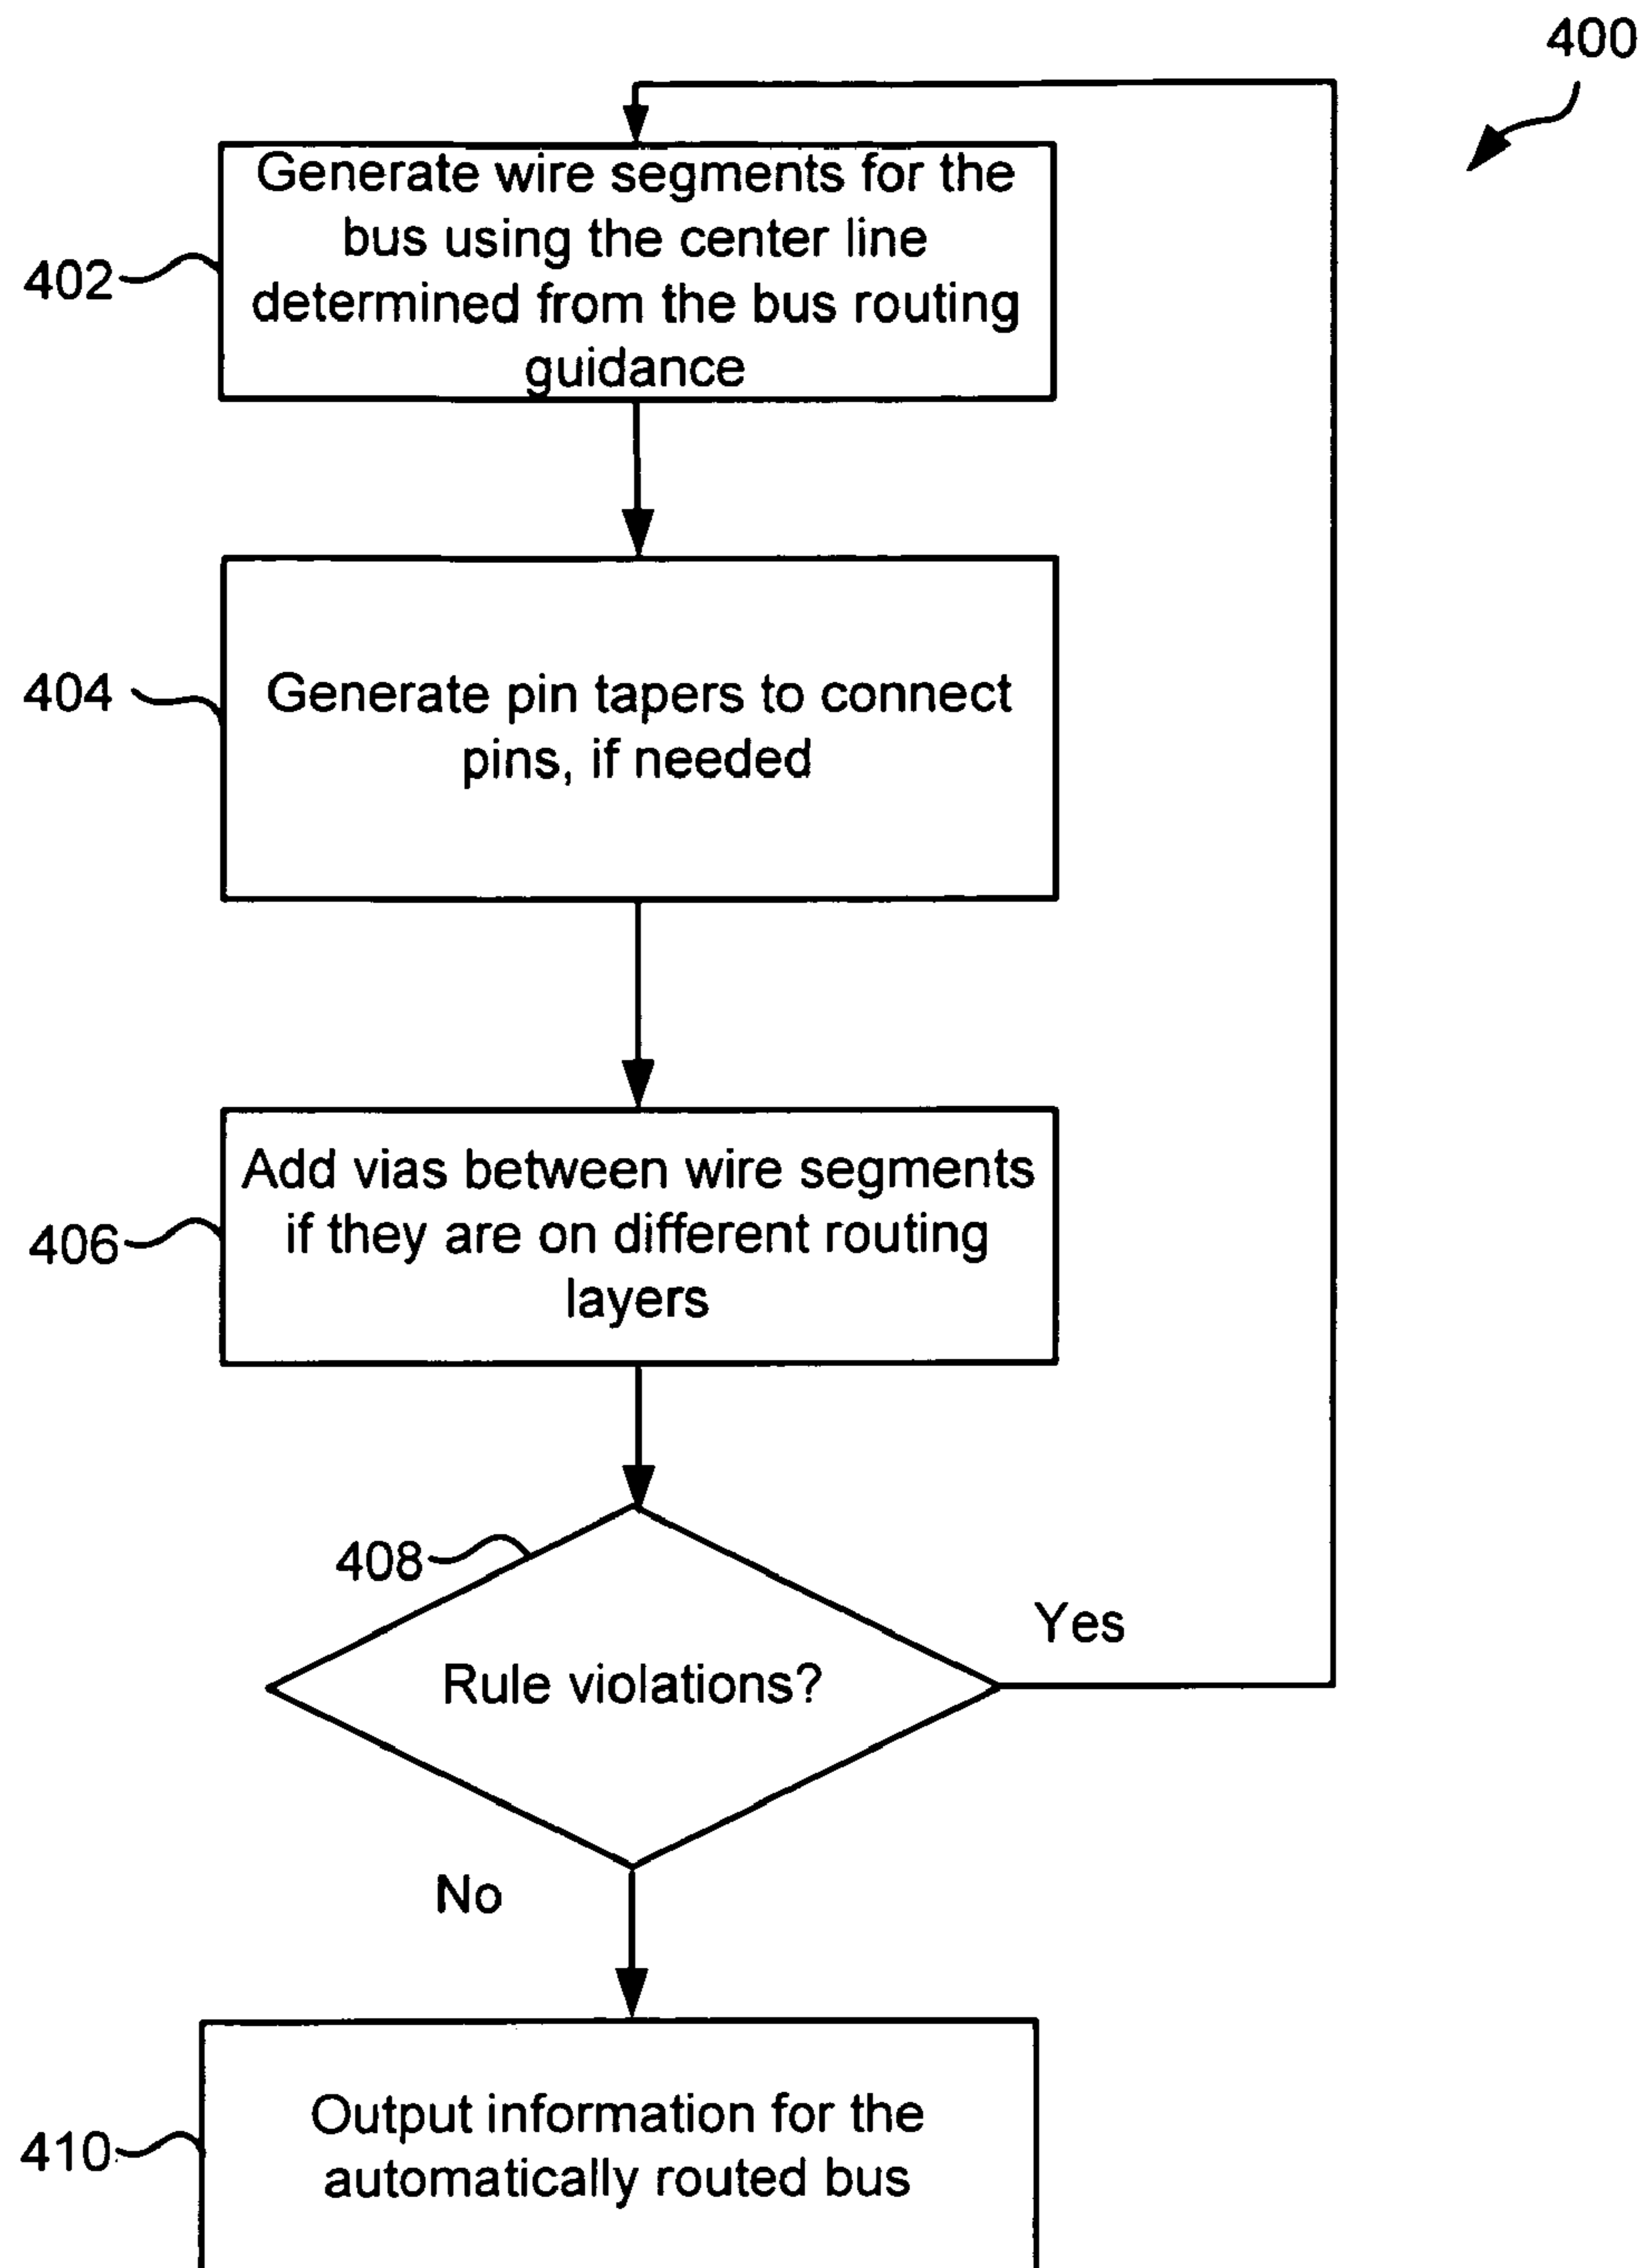 400
Generate wire segments for the
bus using the center line
determined from the bus routing
guidance
402
404
Generate pin tapers to connect
pins, if needed
Add vias between wire segments
if they are on different routing
layers
406
408
Yes
Rule violations?
No
Output information for the
automatically routed bus
410